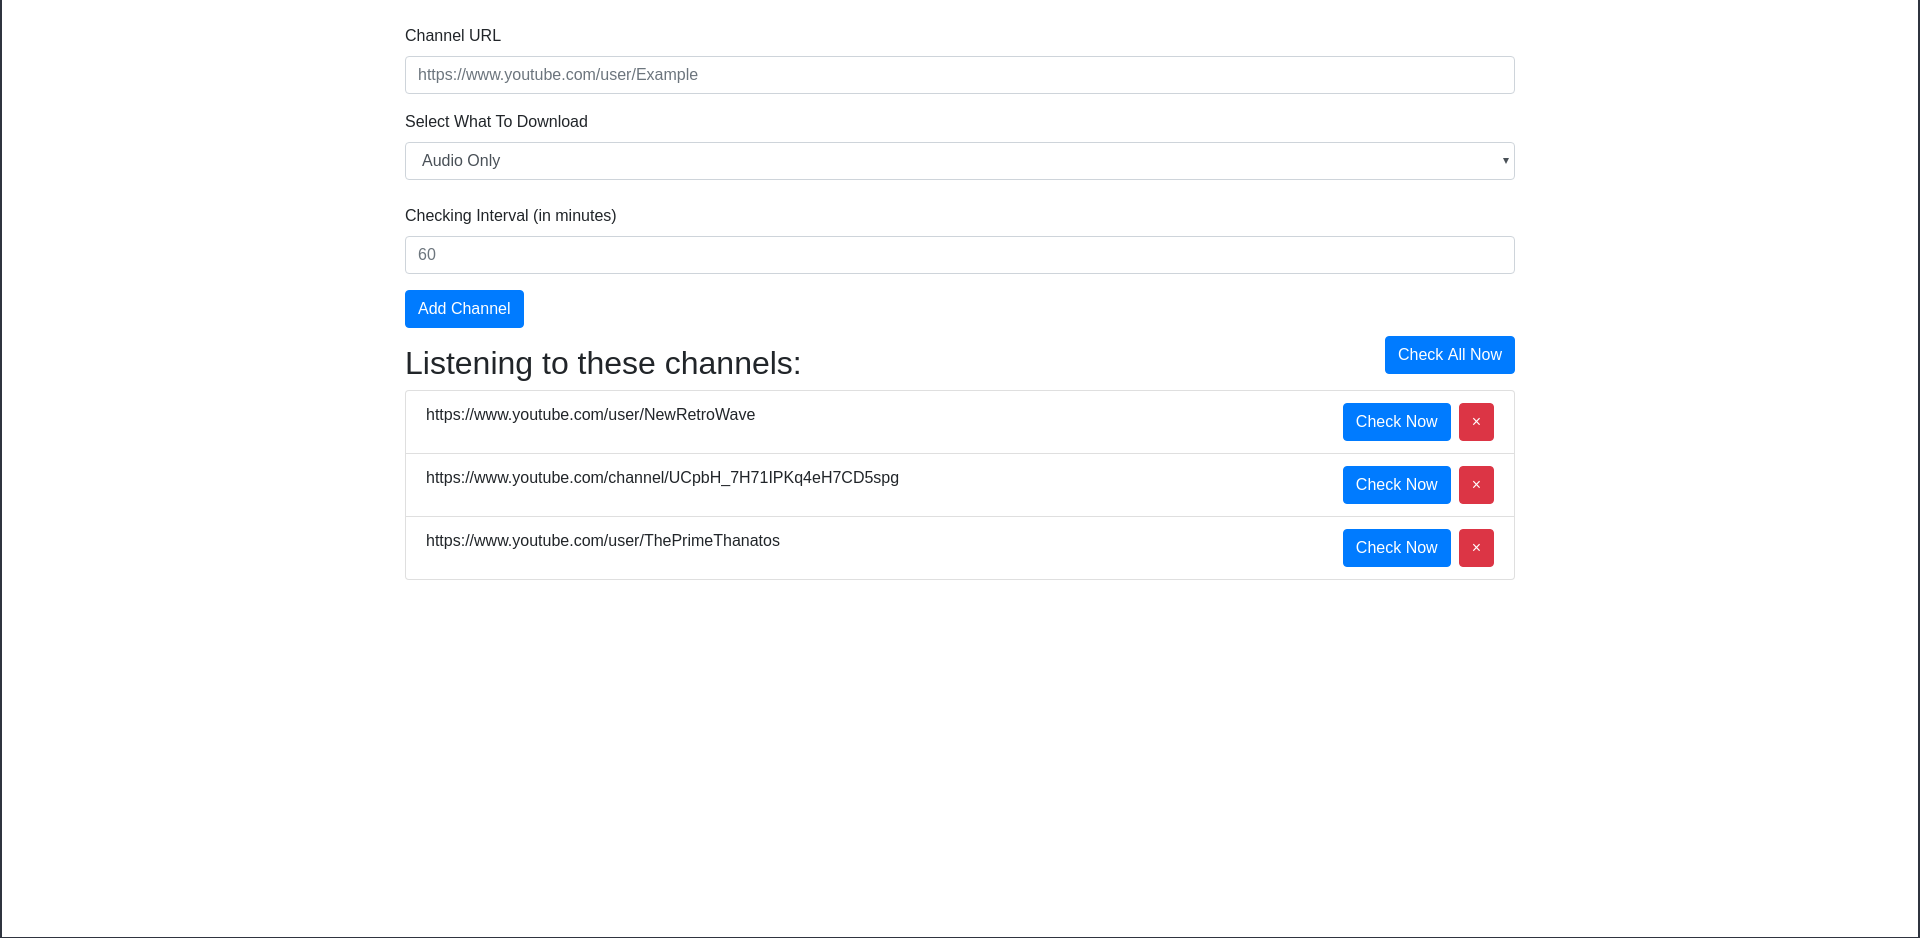 Channel URL
https://www.youtube.com/user/Example
Select What To Download
Audio Only
Checking Interval (in minutes)
60
Add Channel
Listening to these channels:
Check All Now
https://www.youtube.com/user/NewRetroWave
Check Now ×
https://www.youtube.com/channel/UCpbH_7H71IPKq4eH7CD5spg
Check Now ×
https://www.youtube.com/user/ThePrimeThanatos
Check Now ×